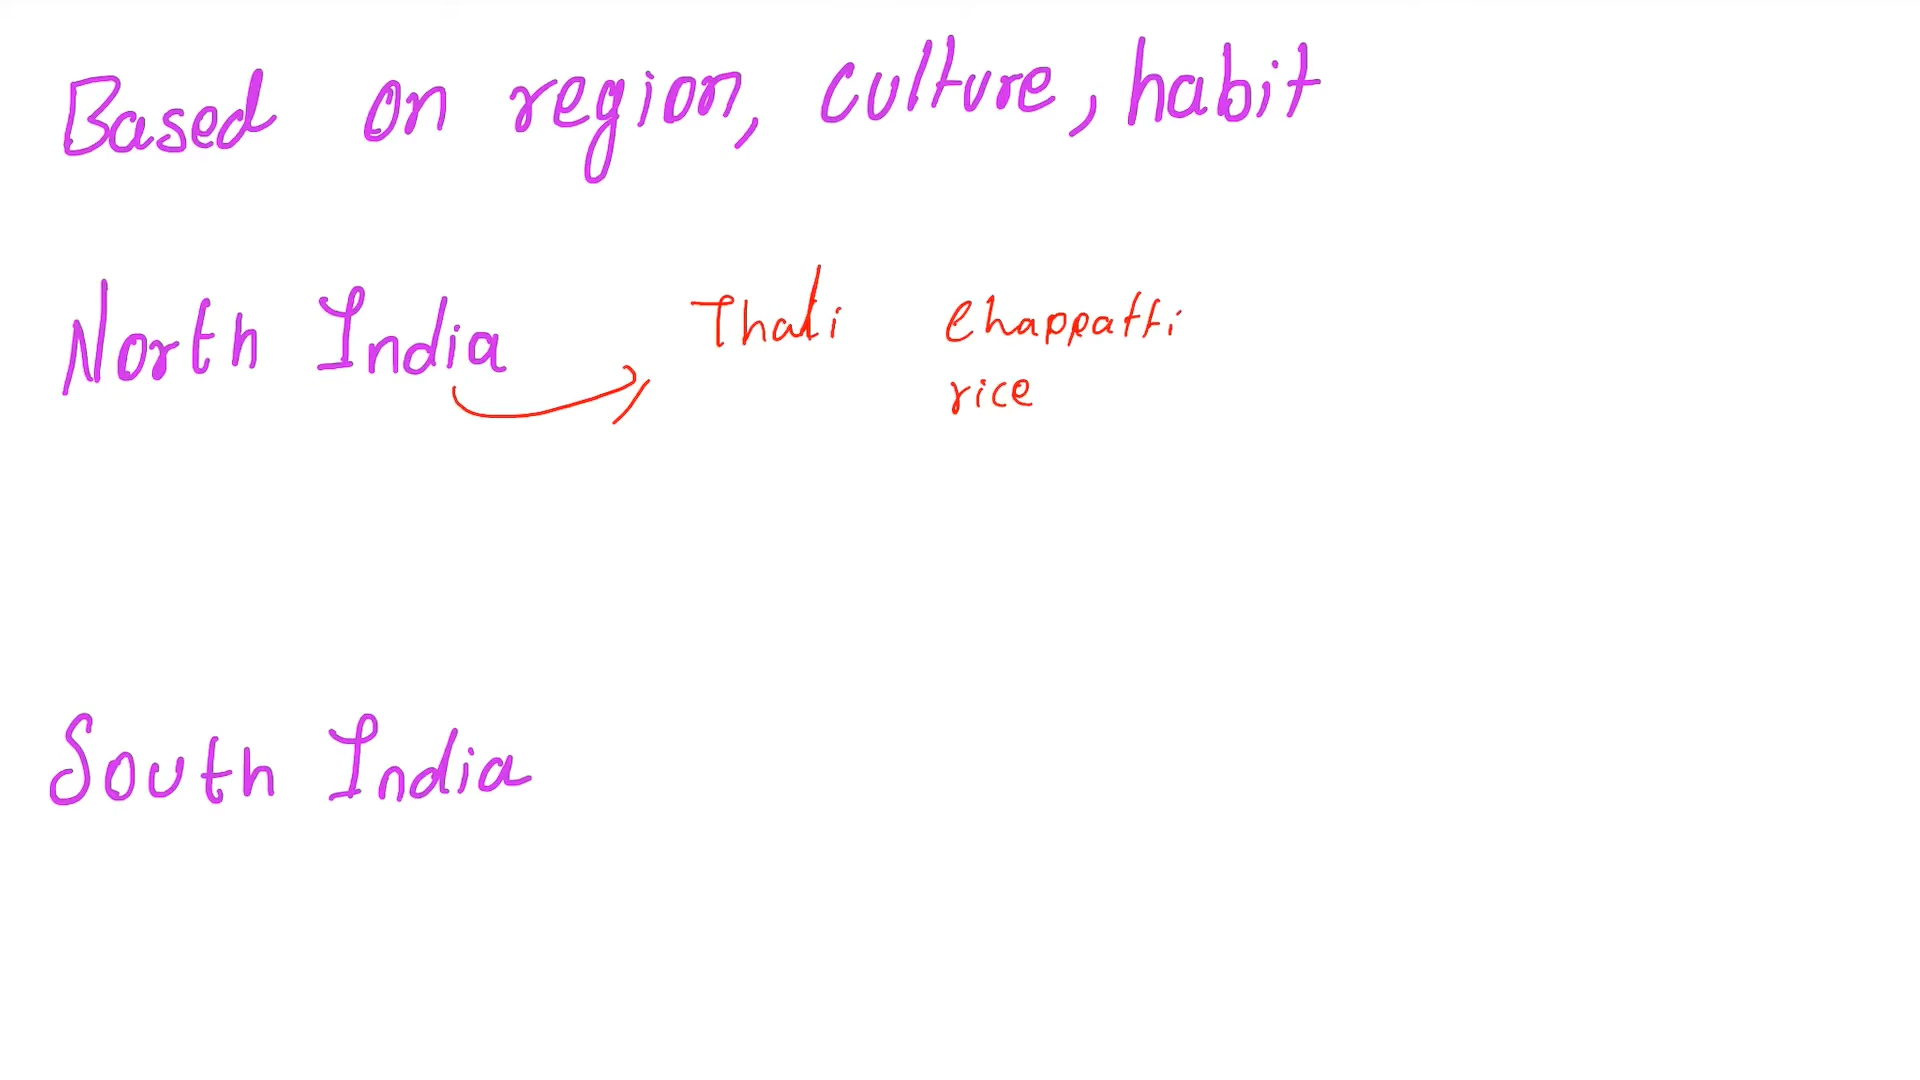 Based on region, culture, habit
North India Thali Chappatti
rice
South India